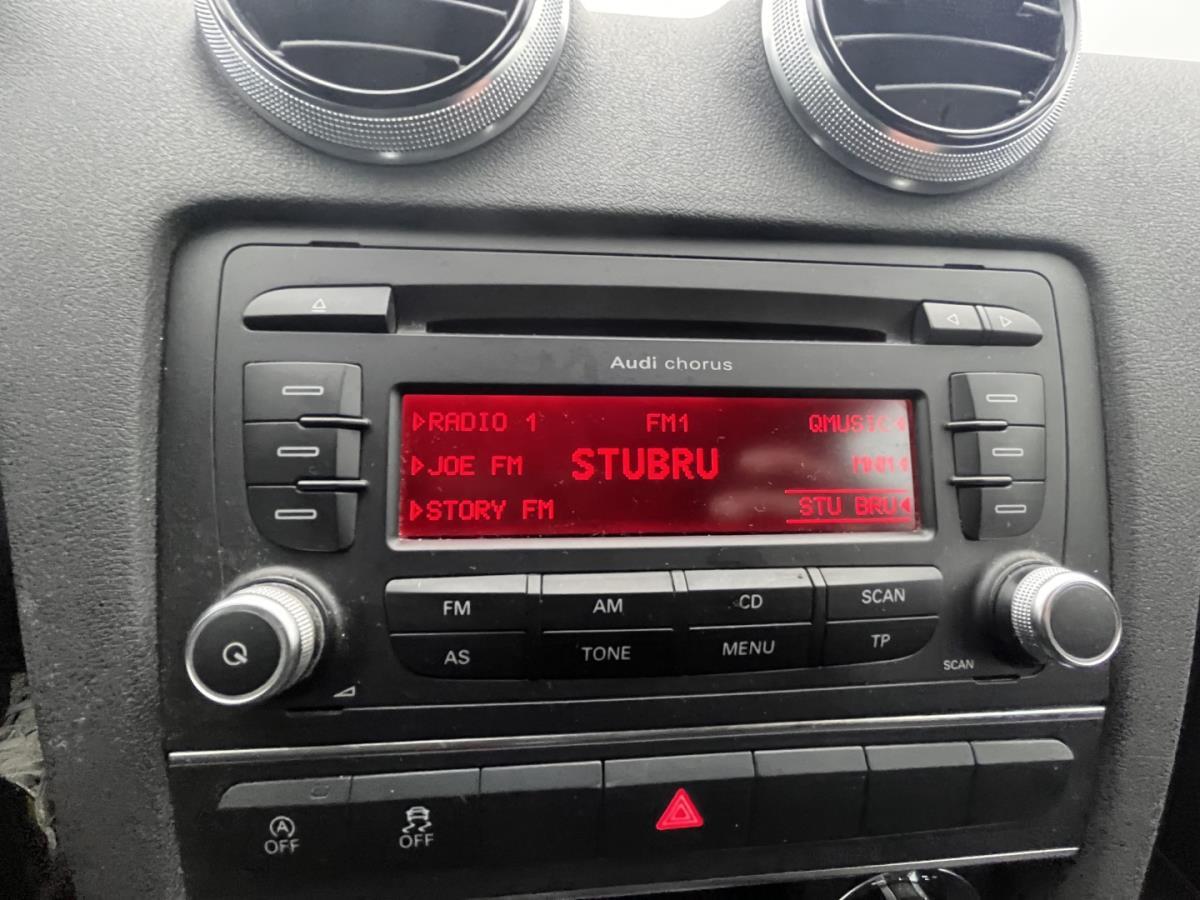 Audi chorus
RADIO 1 FM1 QMUSIC
JOE FM STUBRU MNM
STORY FM STU BRU
FM AM CD SCAN
AS TONE MENU TP
SCAN
A
OFF OFF